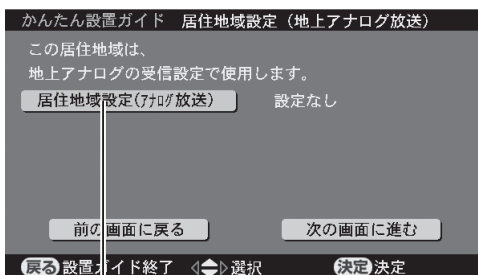 かんたん設置ガイド 居住地域設定（地上アナログ放送）
この居住地域は、
地上アナログの受信設定で使用します。
居住地域設定(ｱﾅﾛｸﾞ放送) 設定なし
前の画面に戻る 次の画面に進む
戻る 設置ガイド終了 選択 決定 決定